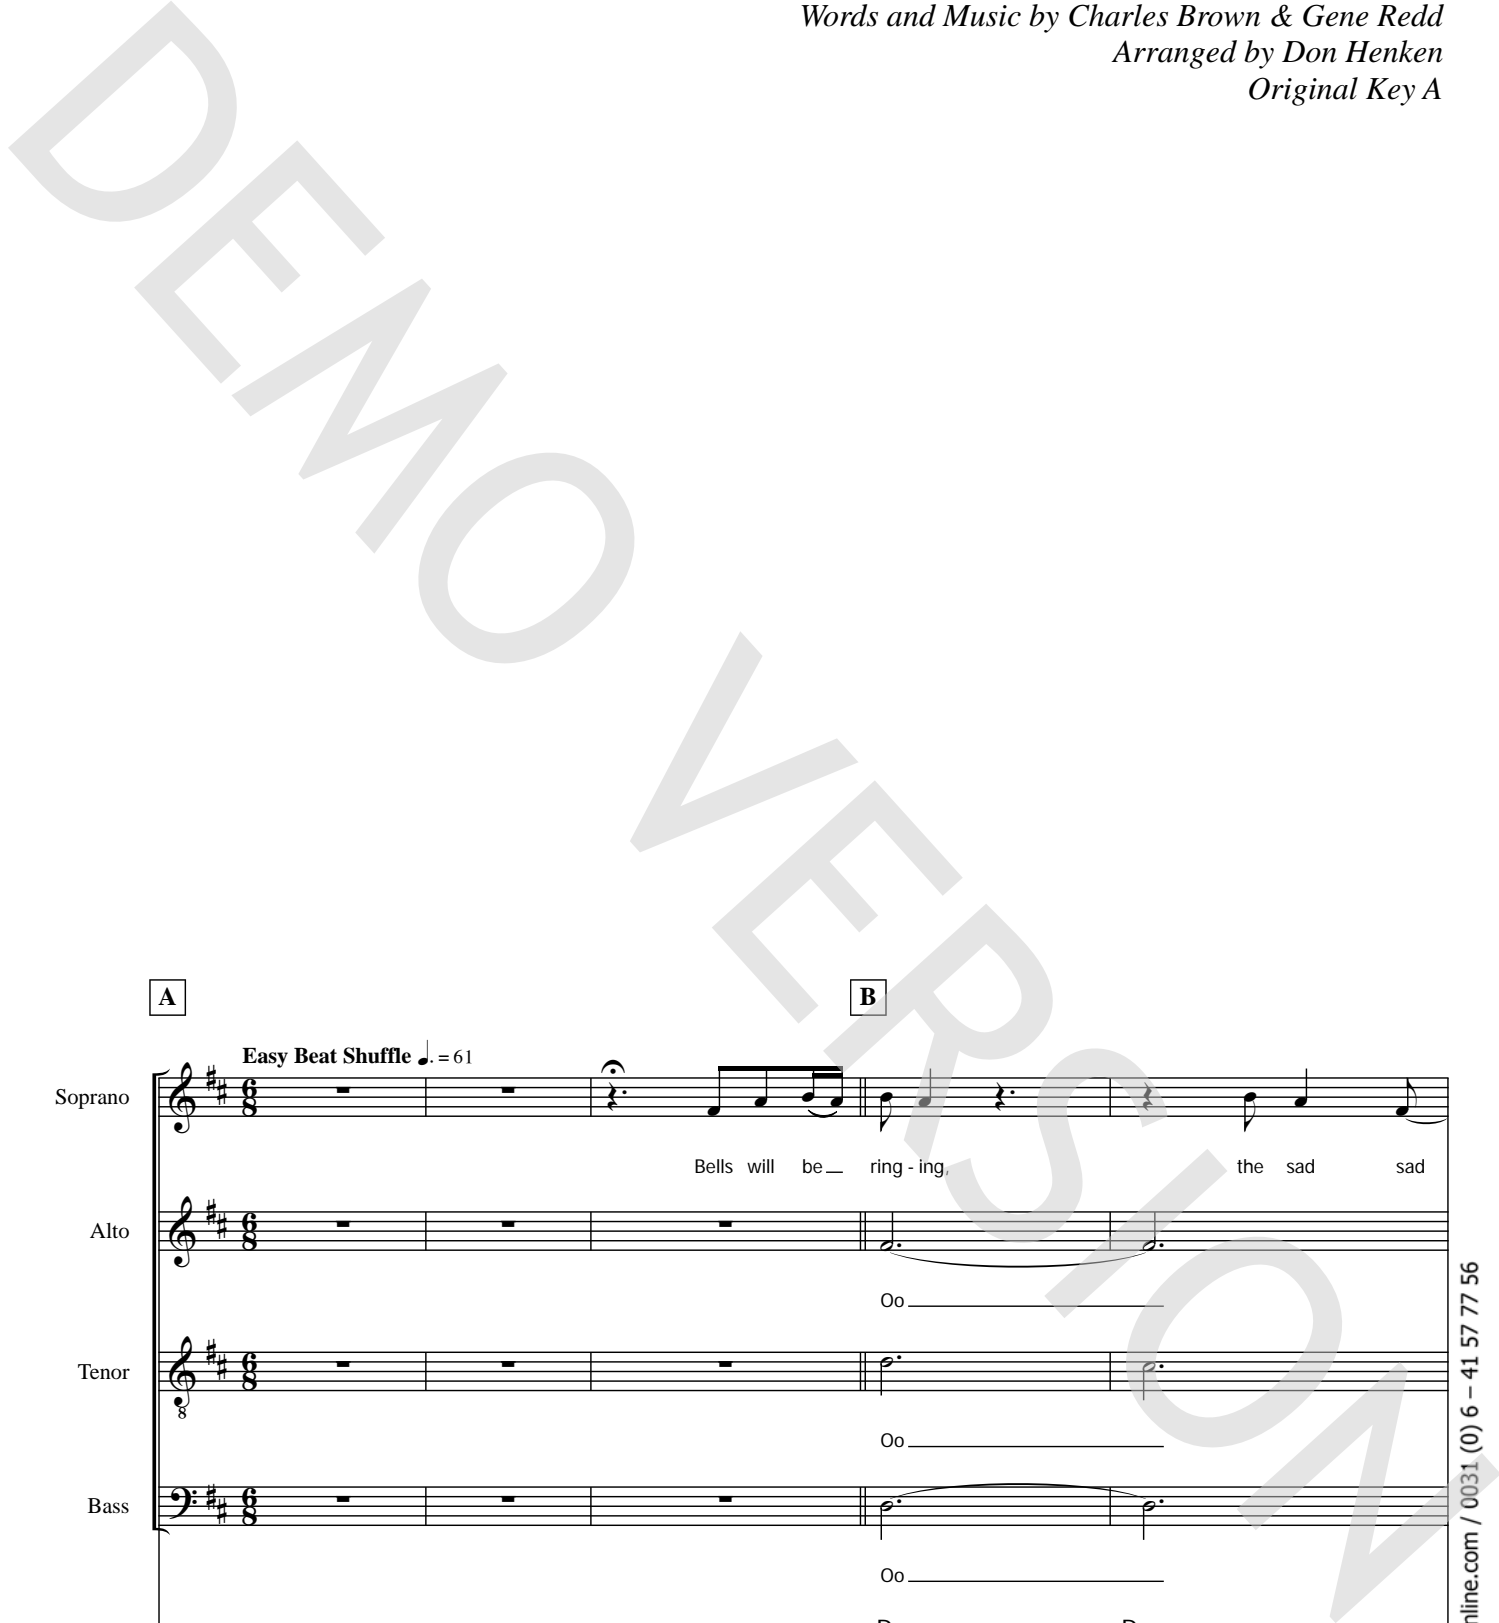 Words and Music by Charles Brown & Gene Redd
Arranged by Don Henken
Original Key A
DEMO VERSION
A
B
Easy Beat Shuffle ♩. = 61
Soprano
Bells will be ring - ing, the sad sad
Alto
Oo
Tenor
8
Oo
Bass
Oo
nline.com / 0031 (0) 6 – 41 57 77 56